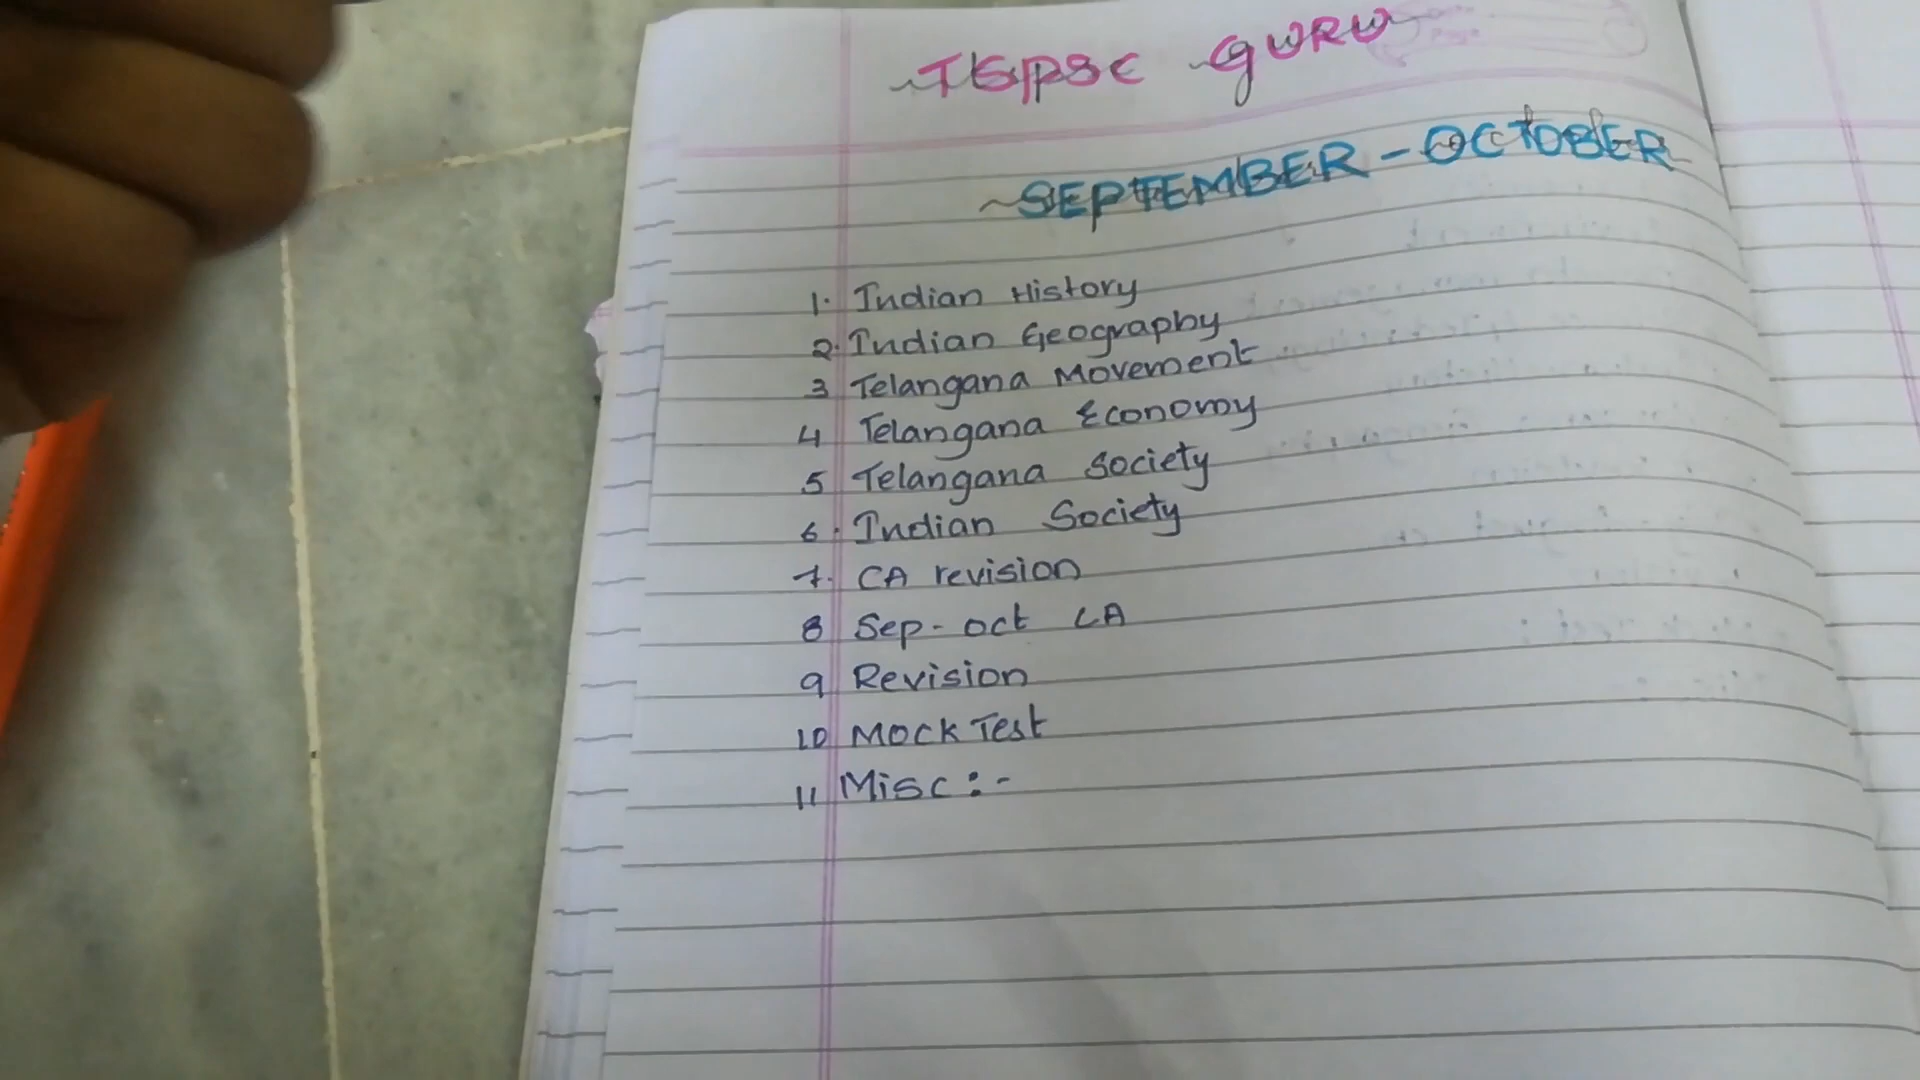 TSPSC GURU
SEPTEMBER - OCTOBER
1. Indian History
2. Indian Geography
3 Telangana Movement
4 Telangana Economy
5 Telangana Society
6. Indian Society
7. CA revision
8 Sep - oct CA
9 Revision
10 Mock Test
11 Misc :-